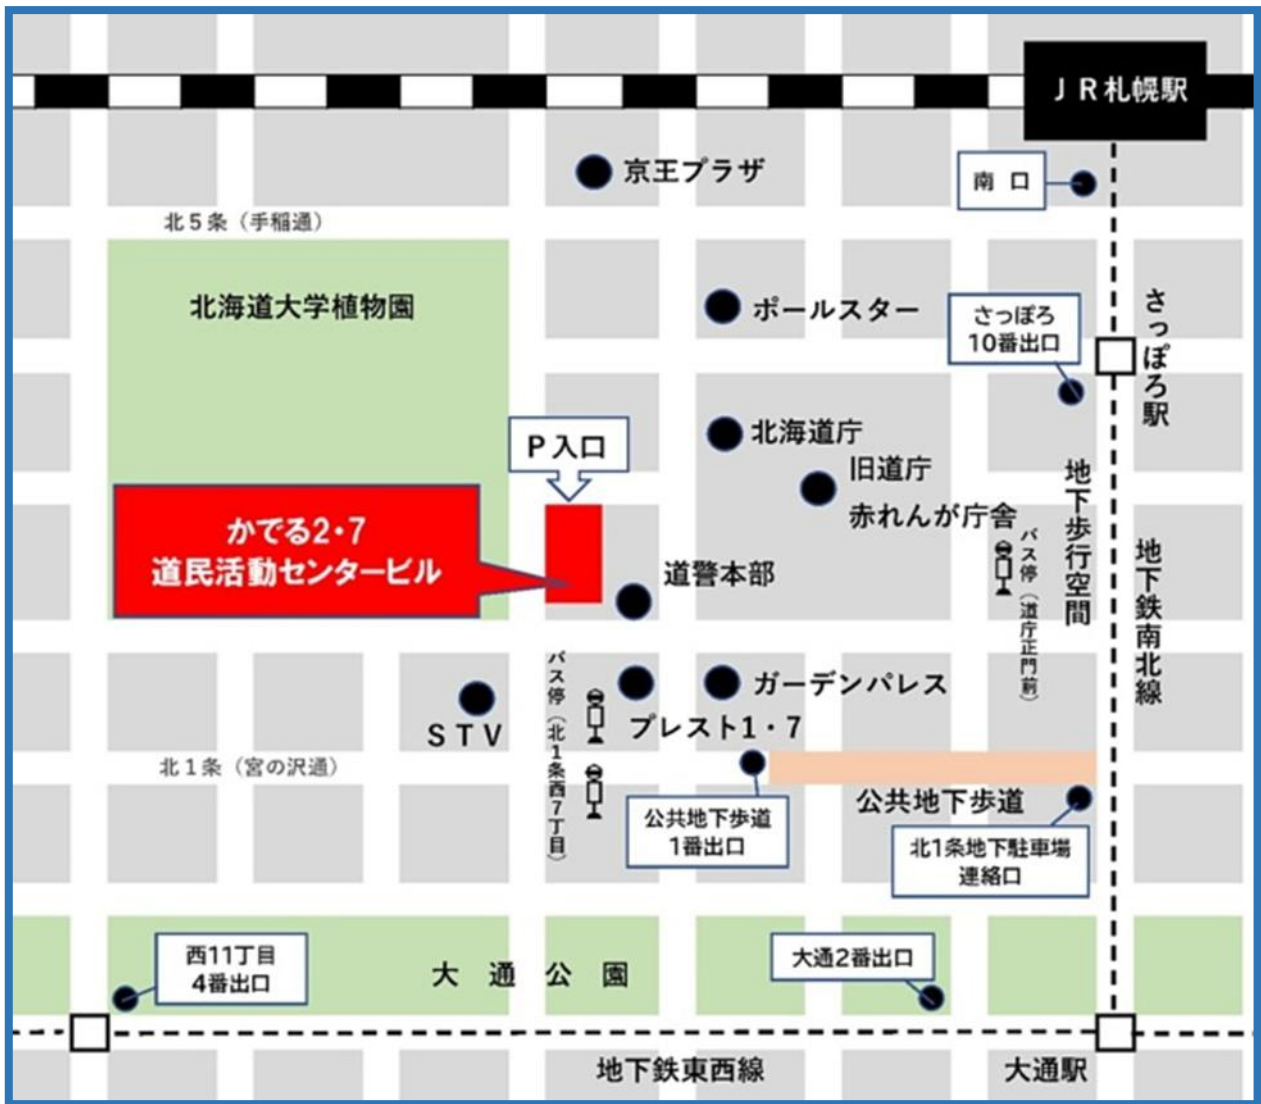 ＪＲ札幌駅
京王プラザ
南 口
北５条（手稲通）
北海道大学植物園
ポールスター
さっぽろ
10番出口
さっぽろ駅
P 入口
北海道庁
旧道庁
赤れんが庁舎
地下歩行空間
バス停（道庁正門前）
地下鉄南北線
かでる2・7
道民活動センタービル
道警本部
バス停（北１条西７丁目）
ガーデンパレス
ＳＴＶ
プレスト1・7
北１条（宮の沢通）
公共地下歩道
公共地下歩道
1番出口
北1条地下駐車場
連絡口
西11丁目
4番出口
大 通 公 園
大通2番出口
地下鉄東西線
大通駅